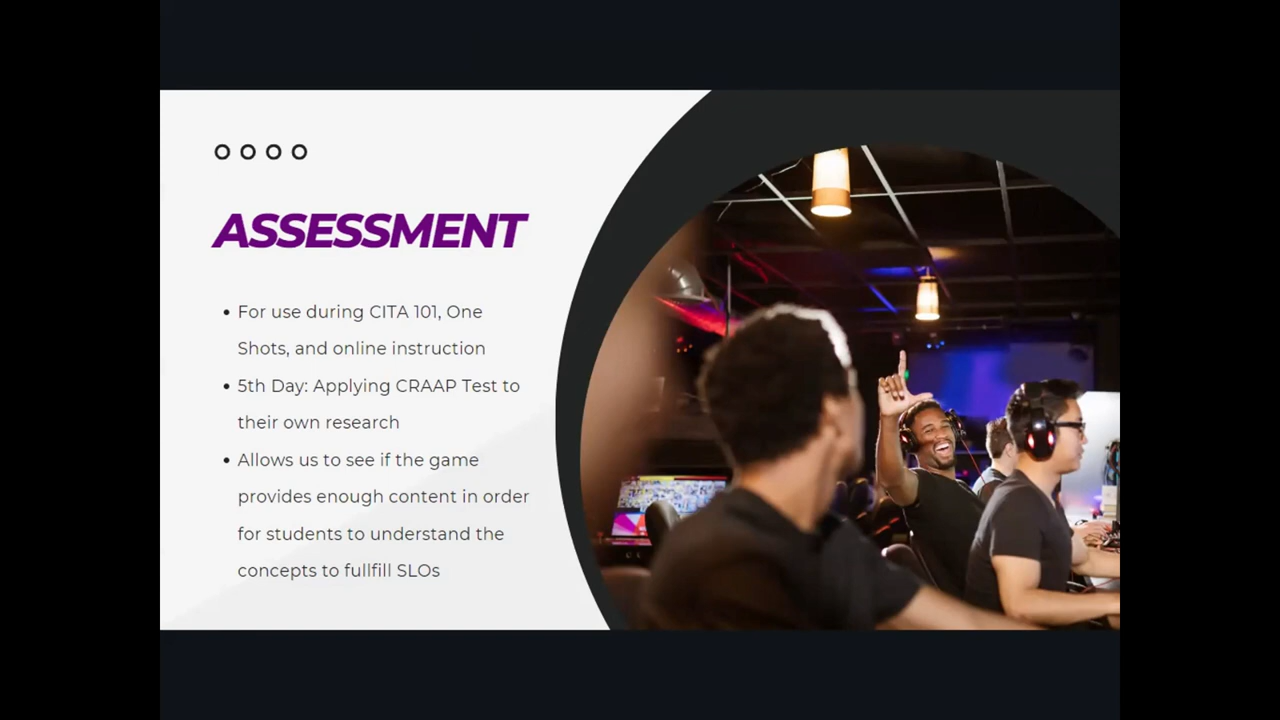 ASSESSMENT
• For use during CITA 101, One
Shots, and online instruction
• 5th Day: Applying CRAAP Test to
their own research
• Allows us to see if the game
provides enough content in order
for students to understand the
concepts to fullfill SLOs